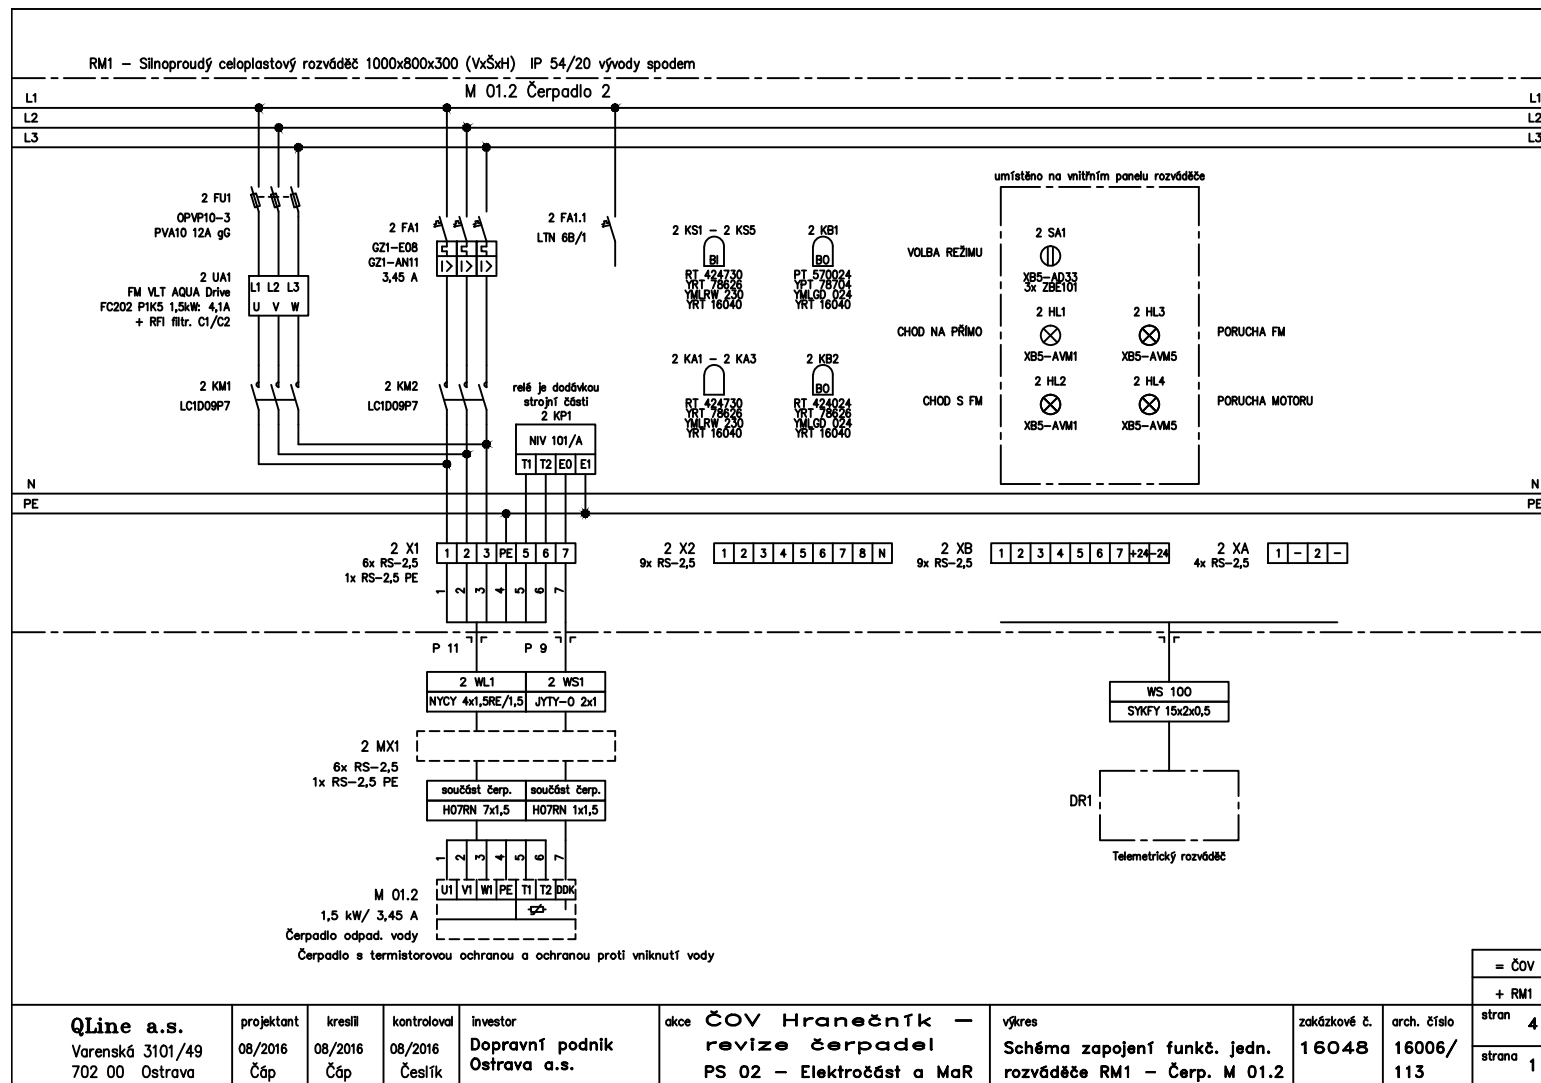 RM1 – Silnoproudý celoplastový rozváděč 1000x800x300 (VxŠxH) IP 54/20 vývody spodem
M 01.2 Čerpadlo 2
L1 L1
L2 L2
L3 L3
2 FU1
OPVP10–3
PVA10 12A gG
2 UA1
FM VLT AQUA Drive
FC202 P1K5 1,5kW: 4,1A
+ RFI filtr. C1/C2
L1 L2 L3
U V W
2 KM1
LC1D09P7
2 FA1
GZ1–E08
GZ1–AN11
3,45 A
I> I> I>
2 KM2
LC1D09P7
2 FA1.1
LTN 6B/1
relé je dodávkou
strojní části
2 KP1
NIV 101/A
T1 T2 E0 E1
2 KS1 – 2 KS5
BI
RT 424730
YRT 78626
YMLRW 230
YRT 16040
2 KB1
BO
PT 570024
YPT 78704
YMLGD 024
YRT 16040
2 KA1 – 2 KA3
RT 424730
YRT 78626
YMLRW 230
YRT 16040
2 KB2
BO
RT 424024
YRT 78626
YMLGD 024
YRT 16040
umístěno na vnitřním panelu rozváděče
VOLBA REŽIMU
2 SA1
XB5–AD33
3x ZBE101
CHOD NA PŘÍMO
2 HL1
XB5–AVM1
2 HL3
XB5–AVM5
PORUCHA FM
CHOD S FM
2 HL2
XB5–AVM1
2 HL4
XB5–AVM5
PORUCHA MOTORU
N N
PE PE
2 X1
6x RS–2,5
1x RS–2,5 PE
1 2 3 PE 5 6 7
1 2 3 4 5 6 7
2 X2
9x RS–2,5
1 2 3 4 5 6 7 8 N
2 XB
9x RS–2,5
1 2 3 4 5 6 7 +24 –24
2 XA
4x RS–2,5
1 – 2 –
P 11 P 9
2 WL1 2 WS1
NYCY 4x1,5RE/1,5 JYTY–O 2x1
2 MX1
6x RS–2,5
1x RS–2,5 PE
součást čerp. součást čerp.
H07RN 7x1,5 H07RN 1x1,5
1 2 3 4 5 6 7
U1 V1 W1 PE T1 T2 DDK
M 01.2
1,5 kW/ 3,45 A
Čerpadlo odpad. vody
Čerpadlo s termistorovou ochranou a ochranou proti vniknutí vody
WS 100
SYKFY 15x2x0,5
DR1
Telemetrický rozváděč
= ČOV
+ RM1
stran 4
strana 1
QLine a.s.
Varenská 3101/49
702 00 Ostrava
projektant
08/2016
Čáp
kreslil
08/2016
Čáp
kontroloval
08/2016
Česlík
investor
Dopravní podnik
Ostrava a.s.
akce ČOV Hranečník –
revize čerpadel
PS 02 – Elektročást a MaR
výkres
Schéma zapojení funkč. jedn.
rozváděče RM1 – Čerp. M 01.2
zakázkové č.
16048
arch. číslo
16006/
113